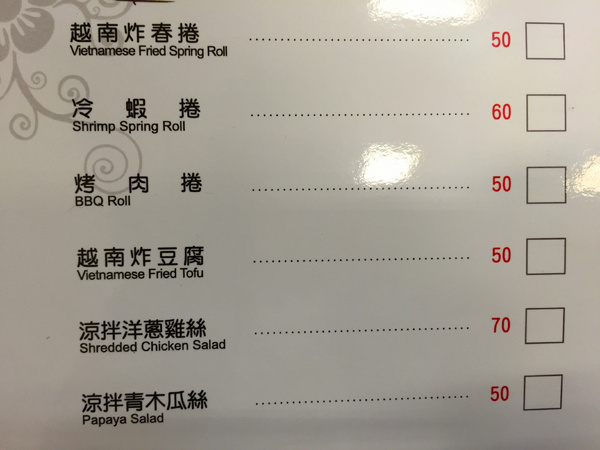 越南炸春捲 50
Vietnamese Fried Spring Roll
冷蝦捲 60
Shrimp Spring Roll
烤肉捲 50
BBQ Roll
越南炸豆腐 50
Vietnamese Fried Tofu
涼拌洋蔥雞絲 70
Shredded Chicken Salad
涼拌青木瓜絲 50
Papaya Salad